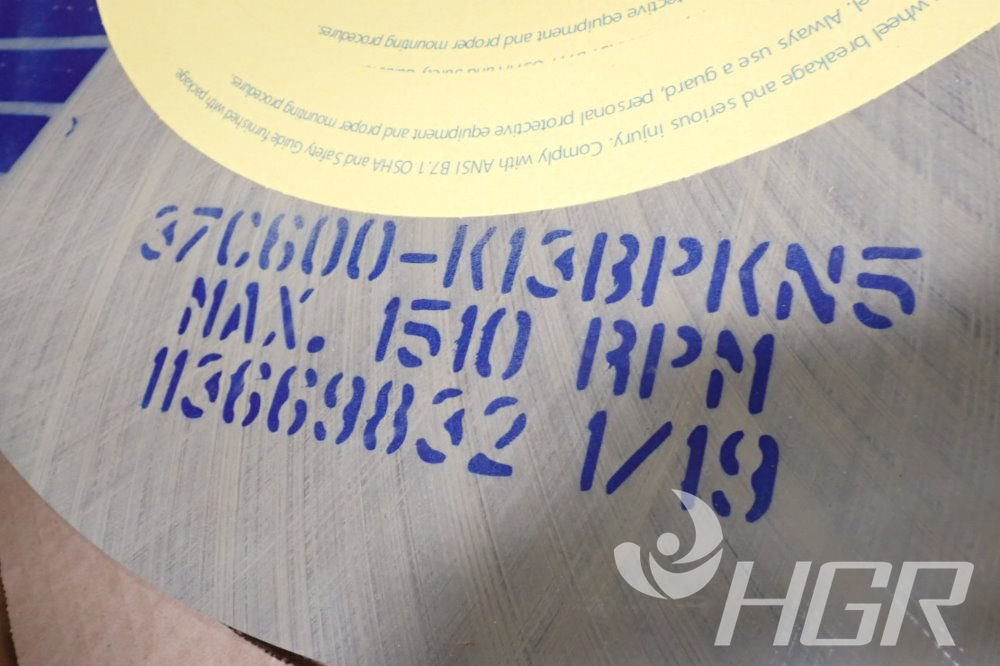 wheel breakage and serious injury. Comply with ANSI B7.1 OSHA and Safety Guide furnished with package
Always use a guard, personal protective equipment and proper mounting procedures.
equipment and proper mounting procedures.
37C600-K13BPKN5
MAX. 1510 RPM
113669832 1/19
HGR